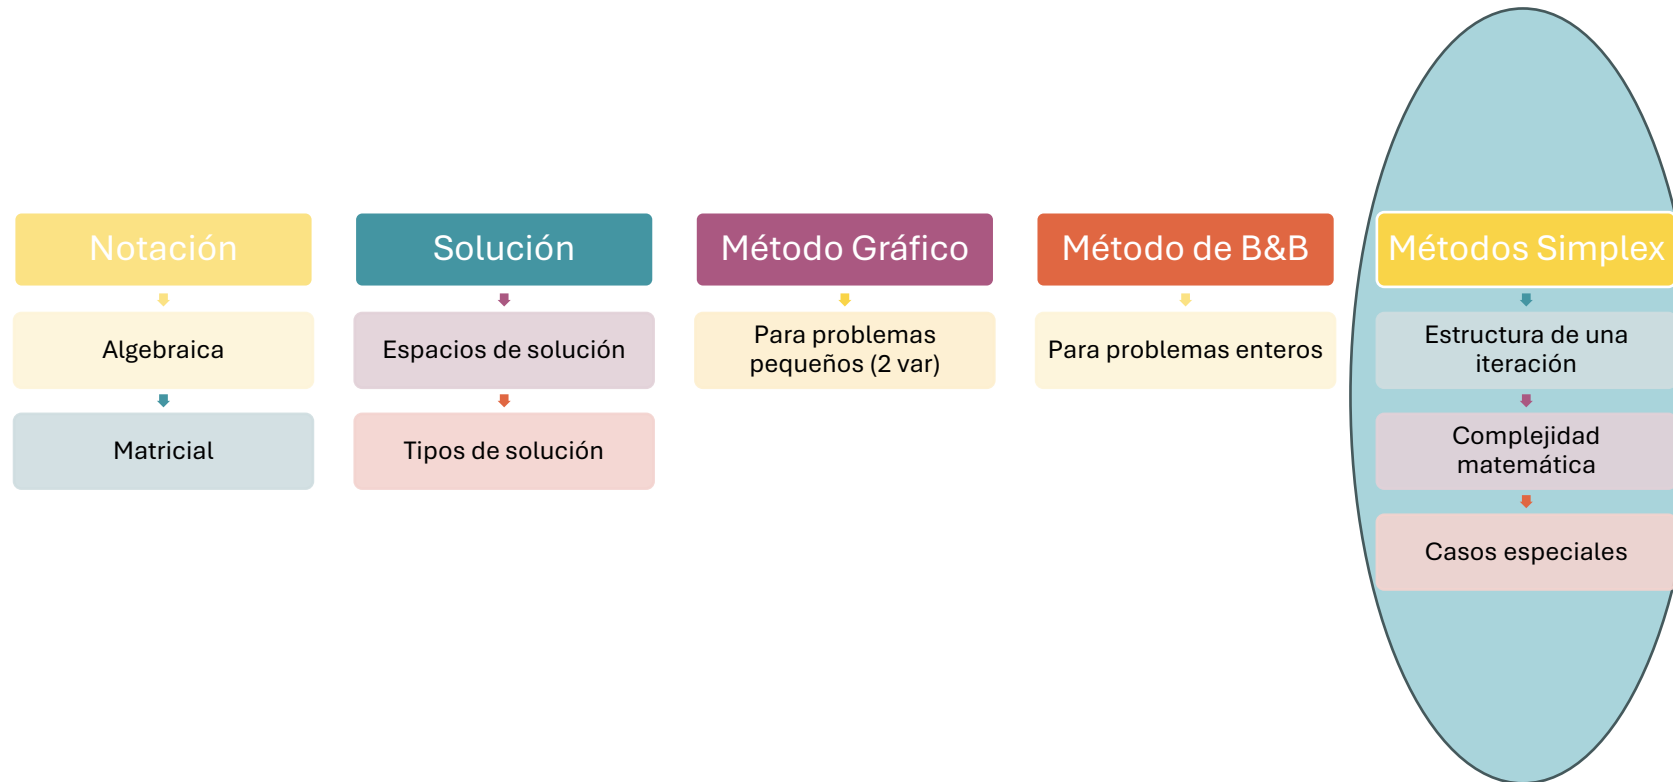 Notación
Algebraica
Matricial
Solución
Espacios de solución
Tipos de solución
Método Gráfico
Para problemas
pequeños (2 var)
Método de B&B
Para problemas enteros
Métodos Simplex
Estructura de una
iteración
Complejidad
matemática
Casos especiales